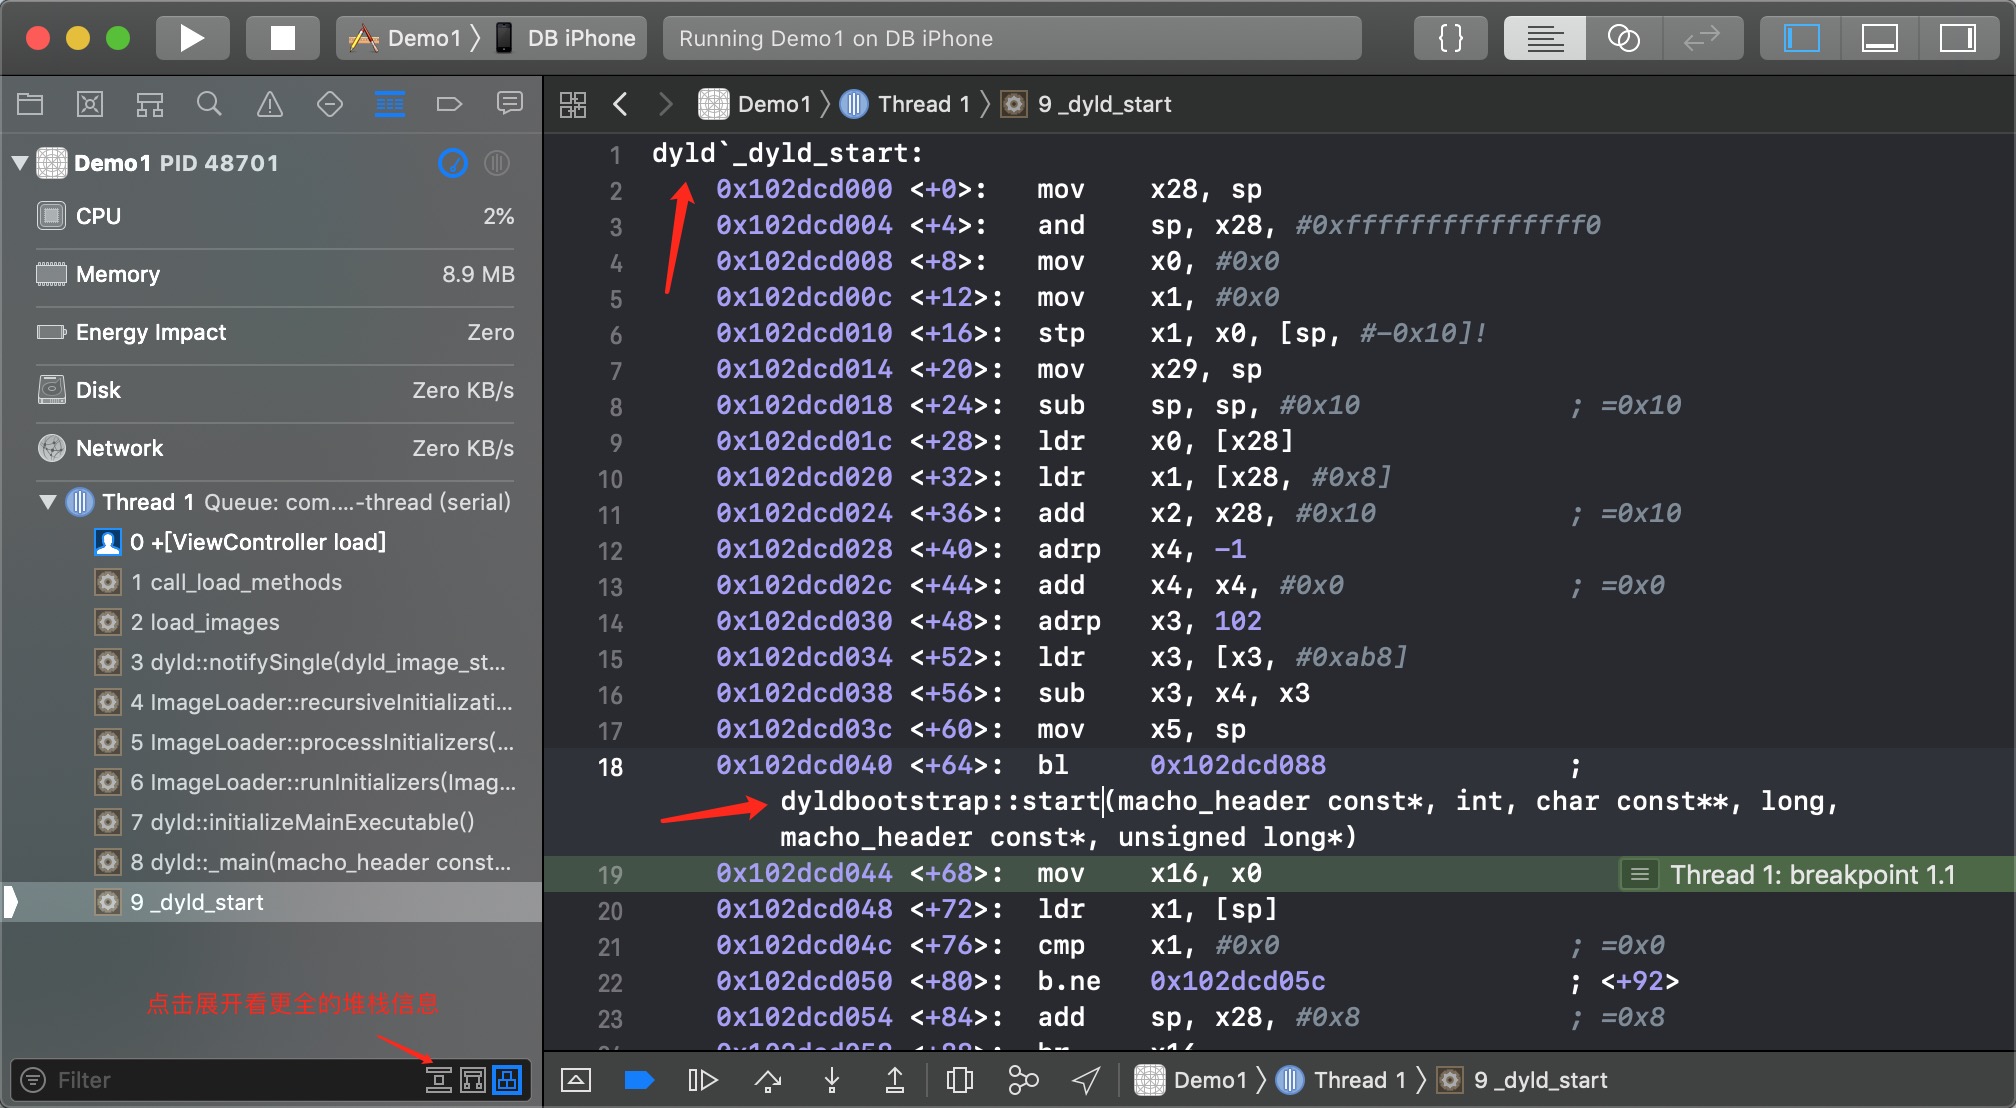 Demo1 〉 DB iPhone
Running Demo1 on DB iPhone
{}
Demo1 〉 Thread 1 〉 9 _dyld_start
Demo1 PID 48701
CPU 2%
Memory 8.9 MB
Energy Impact Zero
Disk Zero KB/s
Network Zero KB/s
Thread 1 Queue: com....-thread (serial)
0 +[ViewController load]
1 call_load_methods
2 load_images
3 dyld::notifySingle(dyld_image_st...
4 ImageLoader::recursiveInitializati...
5 ImageLoader::processInitializers(...
6 ImageLoader::runInitializers(Imag...
7 dyld::initializeMainExecutable()
8 dyld::_main(macho_header const...
9 _dyld_start
点击展开看更全的堆栈信息
Filter
1 dyld`_dyld_start:
2 0x102dcd000 <+0>: mov x28, sp
3 0x102dcd004 <+4>: and sp, x28, #0xfffffffffffffff0
4 0x102dcd008 <+8>: mov x0, #0x0
5 0x102dcd00c <+12>: mov x1, #0x0
6 0x102dcd010 <+16>: stp x1, x0, [sp, #-0x10]!
7 0x102dcd014 <+20>: mov x29, sp
8 0x102dcd018 <+24>: sub sp, sp, #0x10 ; =0x10
9 0x102dcd01c <+28>: ldr x0, [x28]
10 0x102dcd020 <+32>: ldr x1, [x28, #0x8]
11 0x102dcd024 <+36>: add x2, x28, #0x10 ; =0x10
12 0x102dcd028 <+40>: adrp x4, -1
13 0x102dcd02c <+44>: add x4, x4, #0x0 ; =0x0
14 0x102dcd030 <+48>: adrp x3, 102
15 0x102dcd034 <+52>: ldr x3, [x3, #0xab8]
16 0x102dcd038 <+56>: sub x3, x4, x3
17 0x102dcd03c <+60>: mov x5, sp
18 0x102dcd040 <+64>: bl 0x102dcd088 ;
dyldbootstrap::start(macho_header const*, int, char const**, long,
macho_header const*, unsigned long*)
19 0x102dcd044 <+68>: mov x16, x0 Thread 1: breakpoint 1.1
20 0x102dcd048 <+72>: ldr x1, [sp]
21 0x102dcd04c <+76>: cmp x1, #0x0 ; =0x0
22 0x102dcd050 <+80>: b.ne 0x102dcd05c ; <+92>
23 0x102dcd054 <+84>: add sp, x28, #0x8 ; =0x8
Demo1 〉 Thread 1 〉 9 _dyld_start